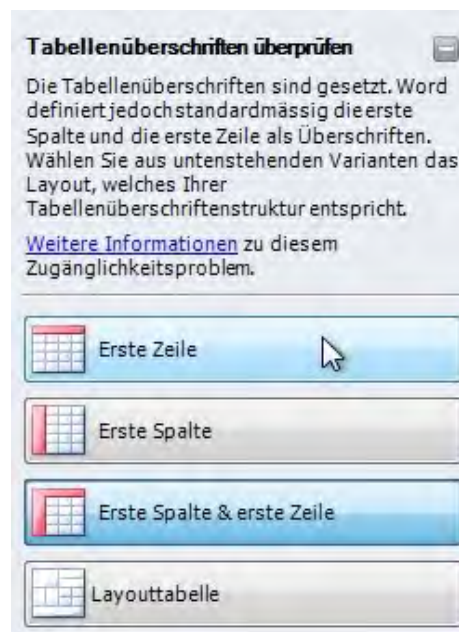 Tabellenüberschriften überprüfen
Die Tabellenüberschriften sind gesetzt. Word
definiert jedoch standardmässig die erste
Spalte und die erste Zeile als Überschriften.
Wählen Sie aus untenstehenden Varianten das
Layout, welches Ihrer
Tabellenüberschriftenstruktur entspricht.
Weitere Informationen zu diesem
Zugänglichkeitsproblem.
Erste Zeile
Erste Spalte
Erste Spalte & erste Zeile
Layouttabelle